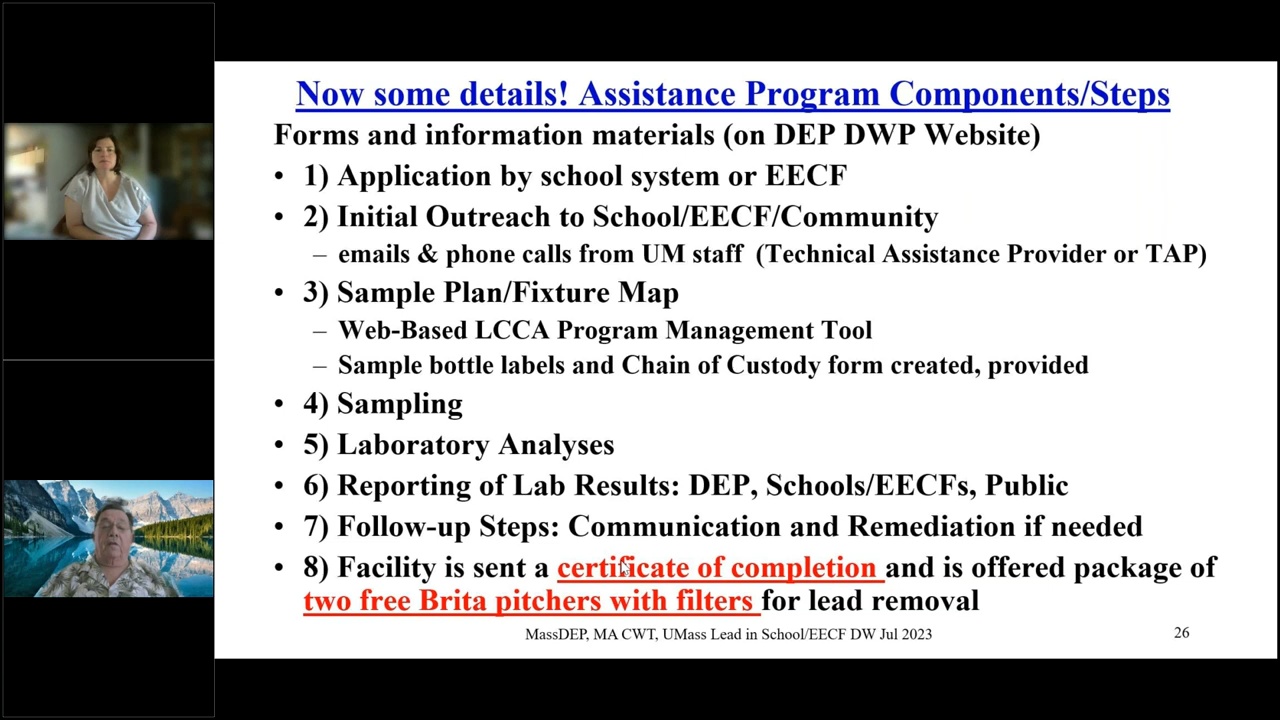 Now some details! Assistance Program Components/Steps
Forms and information materials (on DEP DWP Website)
• 1) Application by school system or EECF
• 2) Initial Outreach to School/EECF/Community
– emails & phone calls from UM staff (Technical Assistance Provider or TAP)
• 3) Sample Plan/Fixture Map
– Web-Based LCCA Program Management Tool
– Sample bottle labels and Chain of Custody form created, provided
• 4) Sampling
• 5) Laboratory Analyses
• 6) Reporting of Lab Results: DEP, Schools/EECFs, Public
• 7) Follow-up Steps: Communication and Remediation if needed
• 8) Facility is sent a certificate of completion and is offered package of
two free Brita pitchers with filters for lead removal
MassDEP, MA CWT, UMass Lead in School/EECF DW Jul 2023
26